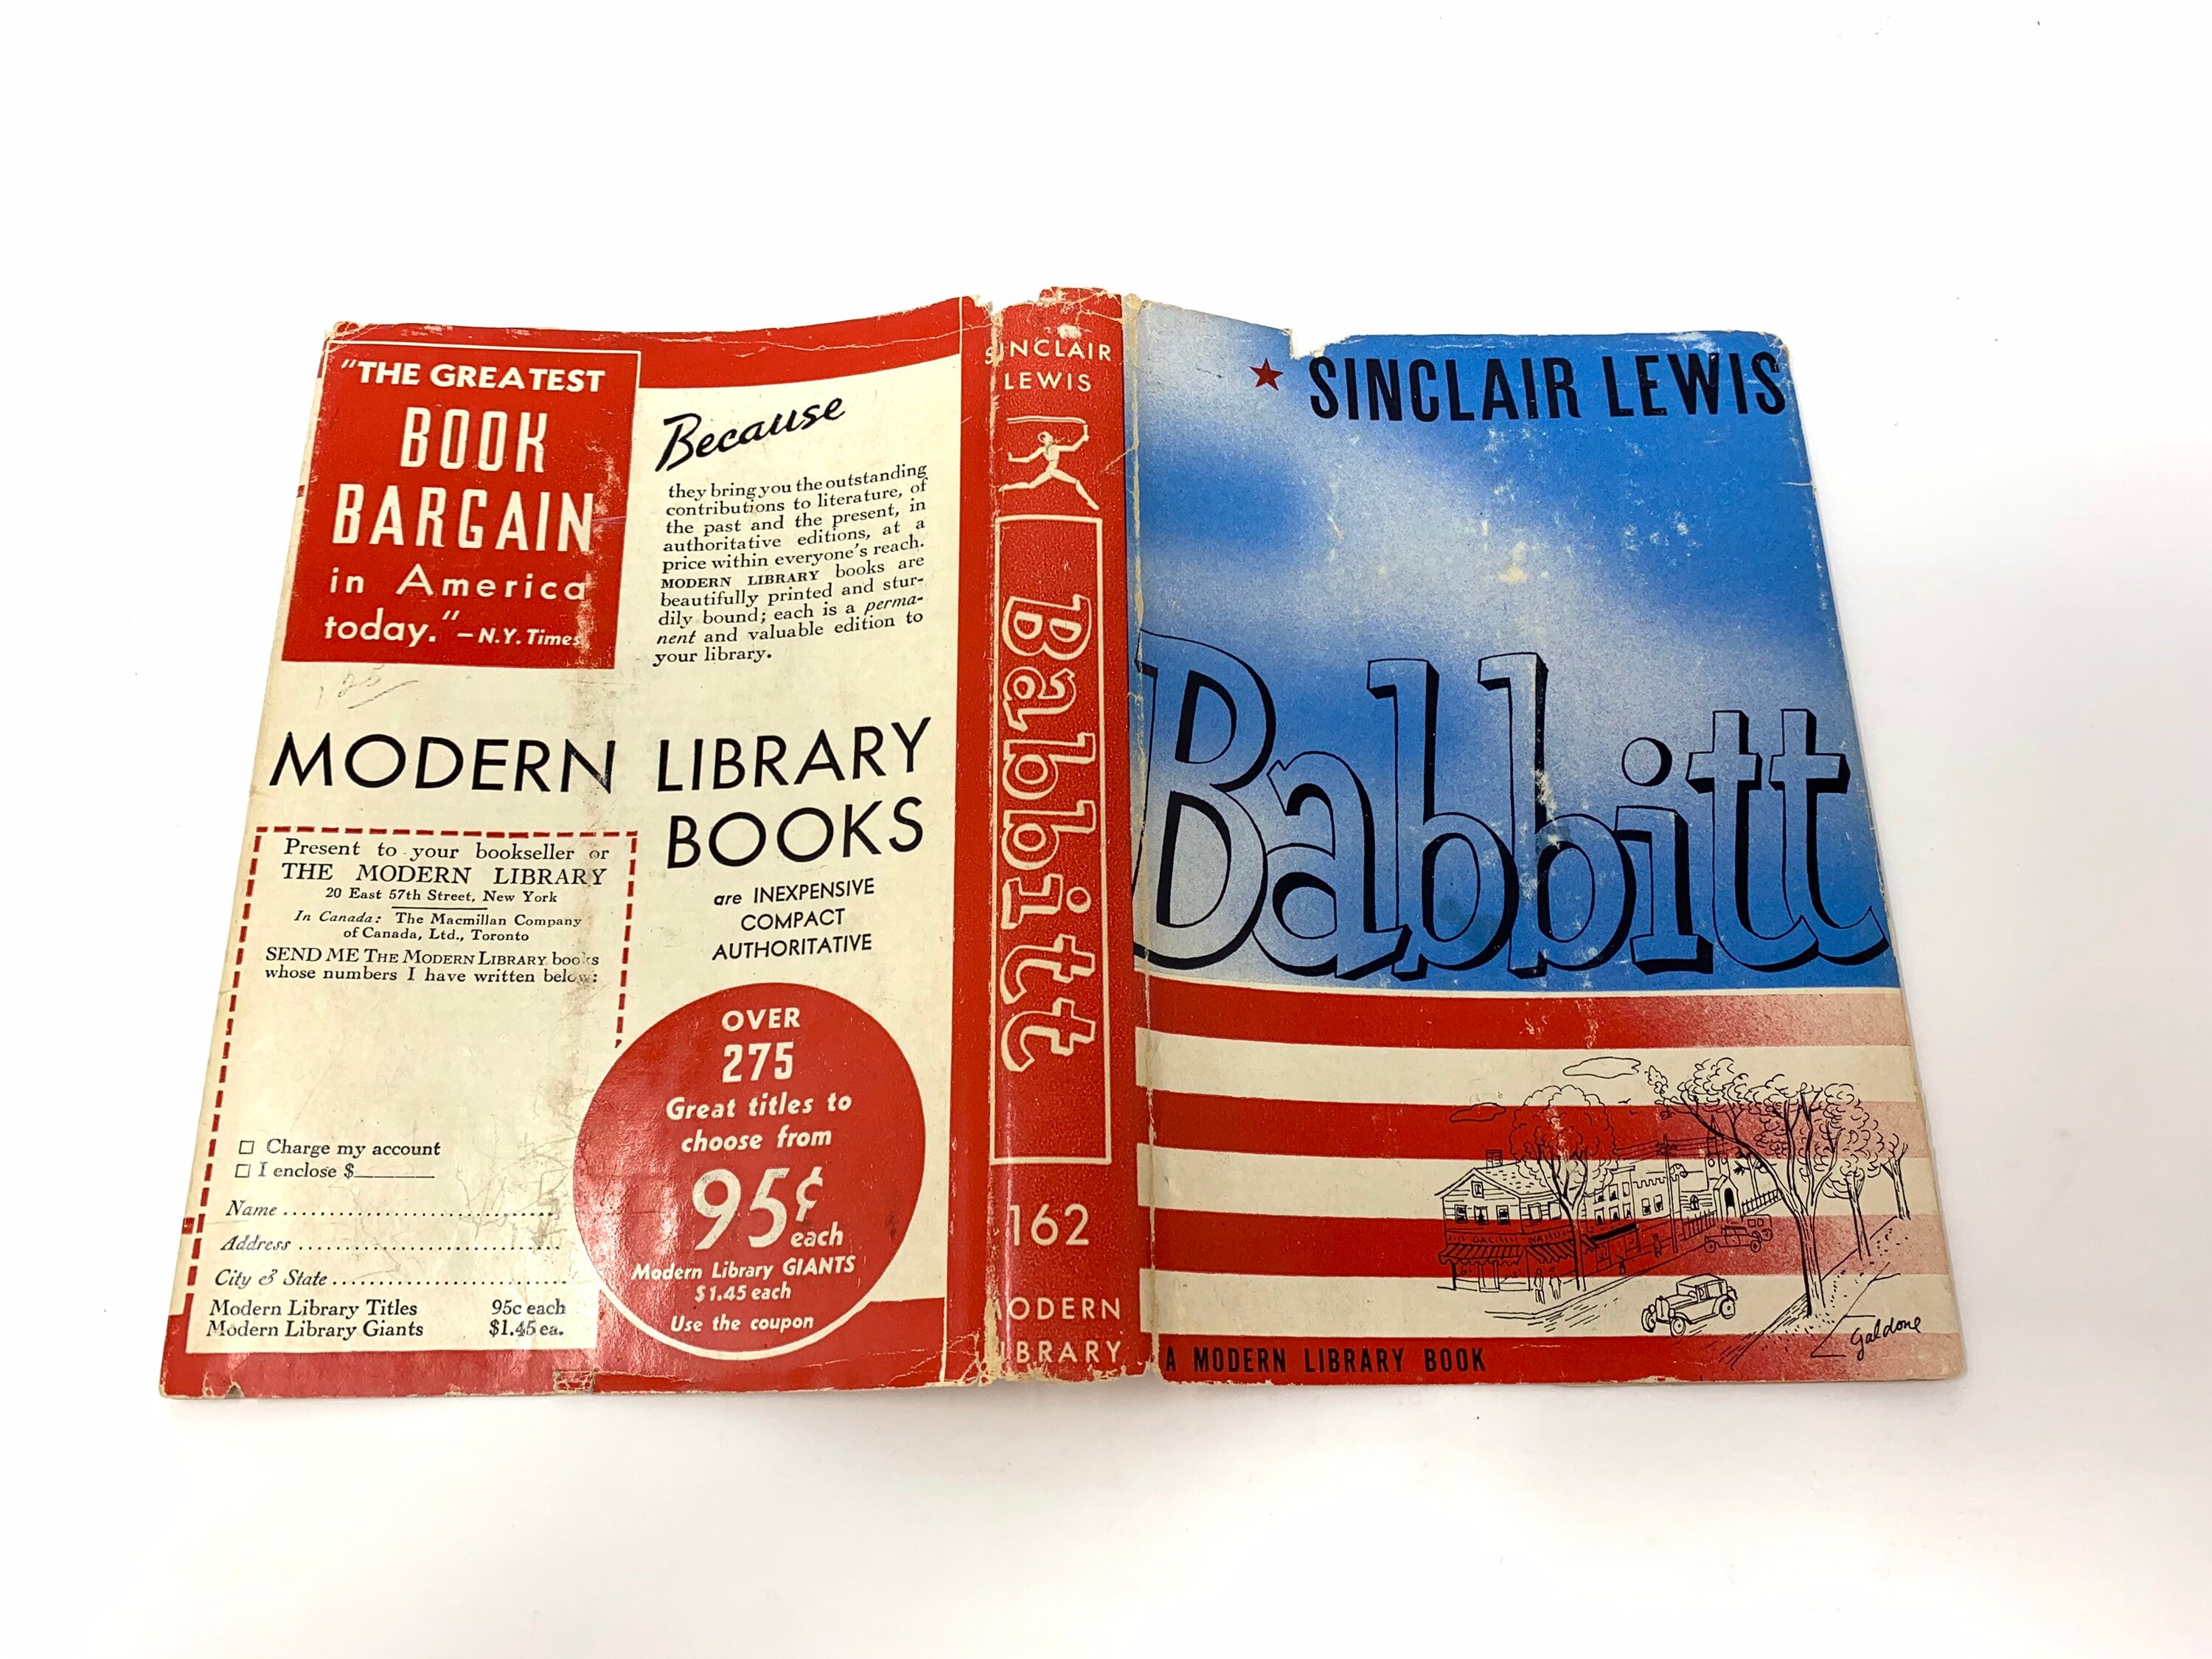 "THE GREATEST
BOOK
BARGAIN
in America
today." – N.Y. Times
Because
they bring you the outstanding
contributions to literature, of
the past and the present, in
authoritative editions, at a
price within everyone's reach.
MODERN LIBRARY books are
beautifully printed and stur-
dily bound; each is a perma-
nent and valuable edition to
your library.
MODERN LIBRARY
BOOKS
are INEXPENSIVE
COMPACT
AUTHORITATIVE
Present to your bookseller or
THE MODERN LIBRARY
20 East 57th Street, New York
In Canada: The Macmillan Company
of Canada, Ltd., Toronto
SEND ME THE MODERN LIBRARY books
whose numbers I have written below:
Charge my account
I enclose $
Name
Address
City & State
Modern Library Titles 95c each
Modern Library Giants $1.45 ea.
OVER
275
Great titles to
choose from
95¢
each
Modern Library GIANTS
$1.45 each
Use the coupon
SINCLAIR
LEWIS
Babbitt
162
MODERN
LIBRARY
SINCLAIR LEWIS
Babbitt
Galdone
A MODERN LIBRARY BOOK